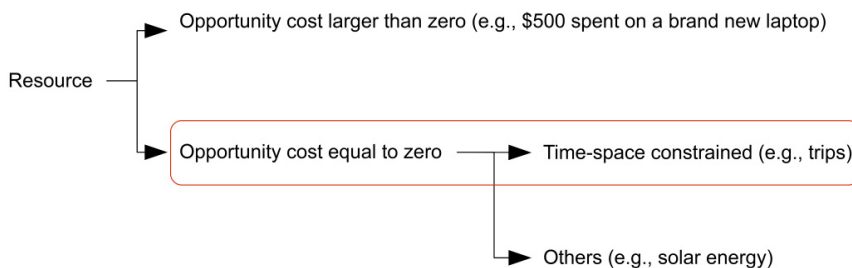 Opportunity cost larger than zero (e.g., $500 spent on a brand new laptop)
Resource
Opportunity cost equal to zero
Time-space constrained (e.g., trips)
Others (e.g., solar energy)